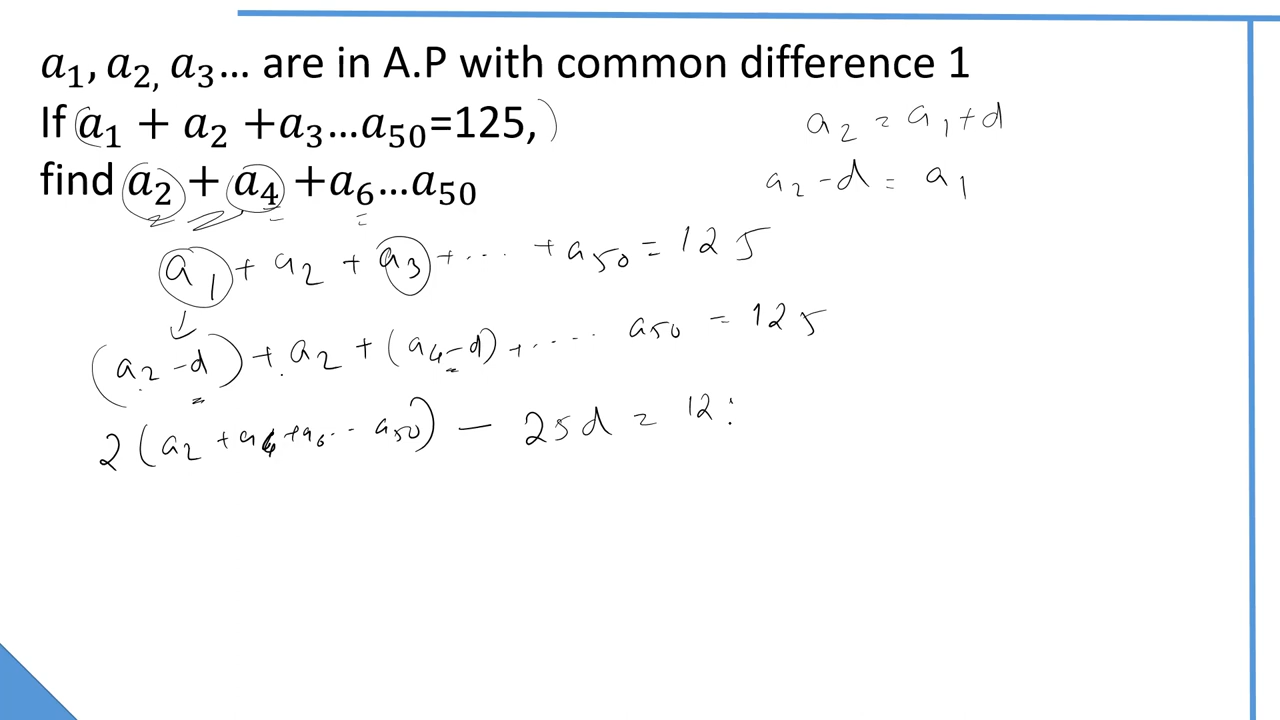 a₁, a₂, a₃… are in A.P with common difference 1
If a₁ + a₂ +a₃…a₅₀=125,
find a₂ + a₄ +a₆…a₅₀
a₂ = a₁ + d
a₂ - d = a₁
a₁ + a₂ + a₃ + .... + a₅₀ = 125
(a₂ - d) + a₂ + (a₄ - d) + ..... a₅₀ = 125
2(a₂ + a₄ + a₆ ... a₅₀) - 25d = 12